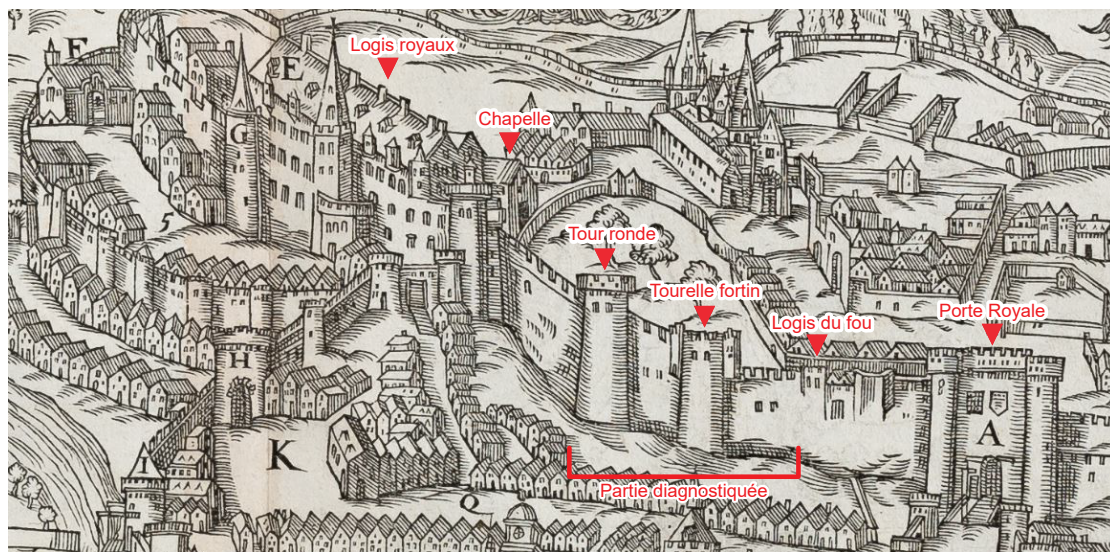 F
Logis royaux
E
Chapelle
D
G
5
Tour ronde
Tourelle fortin
Logis du fou
Porte Royale
H
A
K
I
Q
Partie diagnostiquée